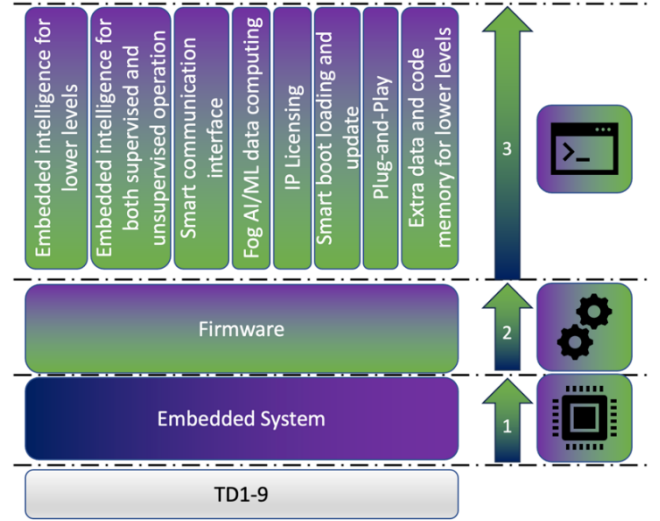 Embedded intelligence for
lower levels
Embedded intelligence for
both supervised and
unsupervised operation
Smart communication
interface
Fog AI/ML data computing
IP Licensing
Smart boot loading and
update
Plug-and-Play
Extra data and code
memory for lower levels
3
>_
Firmware
2
Embedded System
1
TD1-9